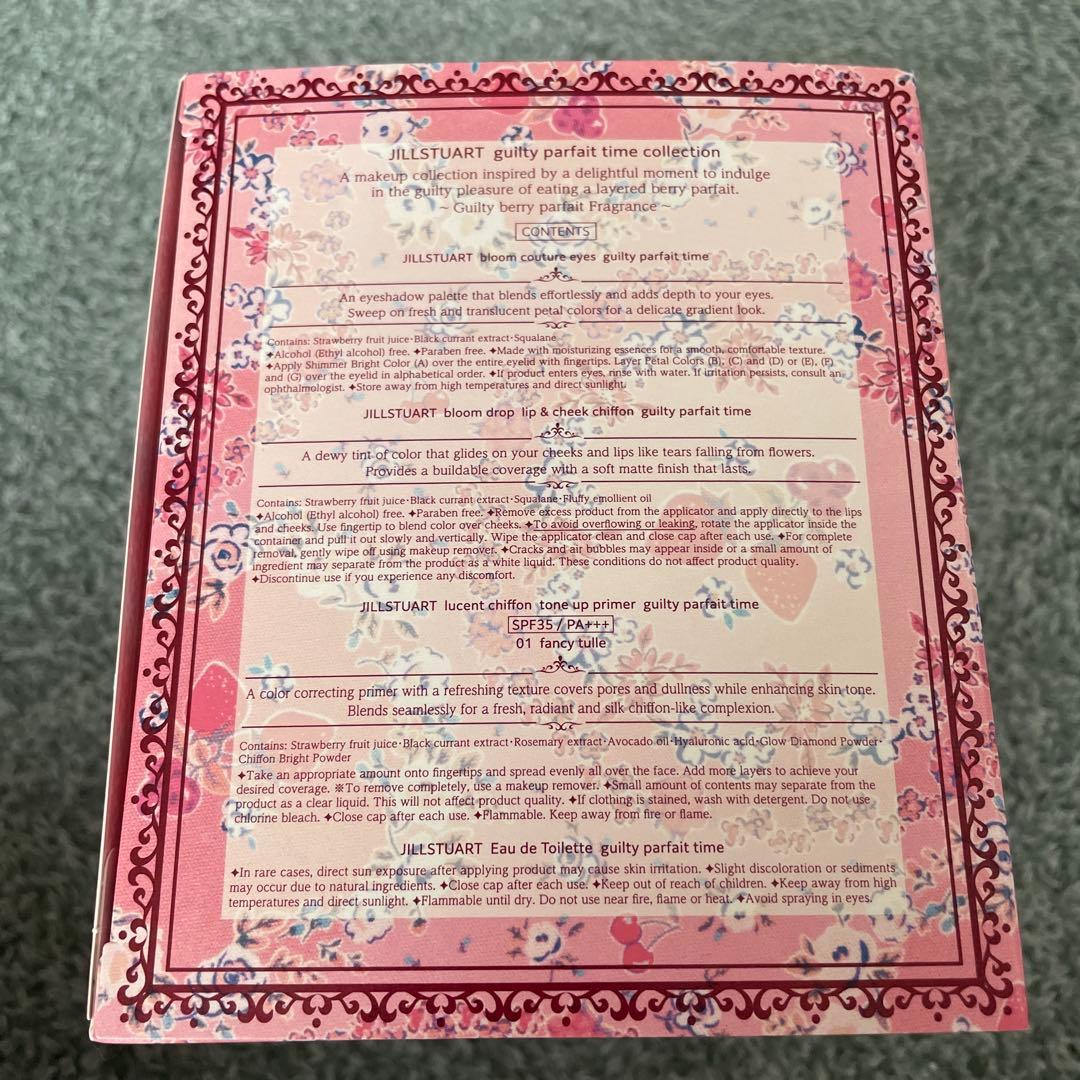 JILLSTUART guilty parfait time collection
A makeup collection inspired by a delightful moment to indulge
in the guilty pleasure of eating a layered berry parfait.
~ Guilty berry parfait Fragrance ~
CONTENTS
JILLSTUART bloom couture eyes guilty parfait time
An eyeshadow palette that blends effortlessly and adds depth to your eyes.
Sweep on fresh and translucent petal colors for a delicate gradient look.
Contains: Strawberry fruit juice·Black currant extract·Squalane
✦Alcohol (Ethyl alcohol) free. ✦Paraben free. ✦Made with moisturizing essences for a smooth, comfortable texture.
✦Apply Shimmer Bright Color (A) over the entire eyelid with fingertips. Layer Petal Colors (B), (C) and (D) or (E), (F)
and (G) over the eyelid in alphabetical order. ✦If product enters eyes, rinse with water. If irritation persists, consult an
ophthalmologist. ✦Store away from high temperatures and direct sunlight.
JILLSTUART bloom drop lip & cheek chiffon guilty parfait time
A dewy tint of color that glides on your cheeks and lips like tears falling from flowers.
Provides a buildable coverage with a soft matte finish that lasts.
Contains: Strawberry fruit juice·Black currant extract·Squalane·Fluffy emollient oil
✦Alcohol (Ethyl alcohol) free. ✦Paraben free. ✦Remove excess product from the applicator and apply directly to the lips
and cheeks. Use fingertip to blend color over cheeks. ✦To avoid overflowing or leaking, rotate the applicator inside the
container and pull it out slowly and vertically. Wipe the applicator clean and close cap after each use. ✦For complete
removal, gently wipe off using makeup remover. ✦Cracks and air bubbles may appear inside or a small amount of
ingredient may separate from the product as a white liquid. These conditions do not affect product quality.
✦Discontinue use if you experience any discomfort.
JILLSTUART lucent chiffon tone up primer guilty parfait time
SPF35 / PA+++
01 fancy tulle
A color correcting primer with a refreshing texture covers pores and dullness while enhancing skin tone.
Blends seamlessly for a fresh, radiant and silk chiffon-like complexion.
Contains: Strawberry fruit juice·Black currant extract·Rosemary extract·Avocado oil·Hyaluronic acid·Glow Diamond Powder·
Chiffon Bright Powder
✦Take an appropriate amount onto fingertips and spread evenly all over the face. Add more layers to achieve your
desired coverage. ※To remove completely, use a makeup remover. ✦Small amount of contents may separate from the
product as a clear liquid. This will not affect product quality. ✦If clothing is stained, wash with detergent. Do not use
chlorine bleach. ✦Close cap after each use. ✦Flammable. Keep away from fire or flame.
JILLSTUART Eau de Toilette guilty parfait time
✦In rare cases, direct sun exposure after applying product may cause skin irritation. ✦Slight discoloration or sediments
may occur due to natural ingredients. ✦Close cap after each use. ✦Keep out of reach of children. ✦Keep away from high
temperatures and direct sunlight. ✦Flammable until dry. Do not use near fire, flame or heat. ✦Avoid spraying in eyes.